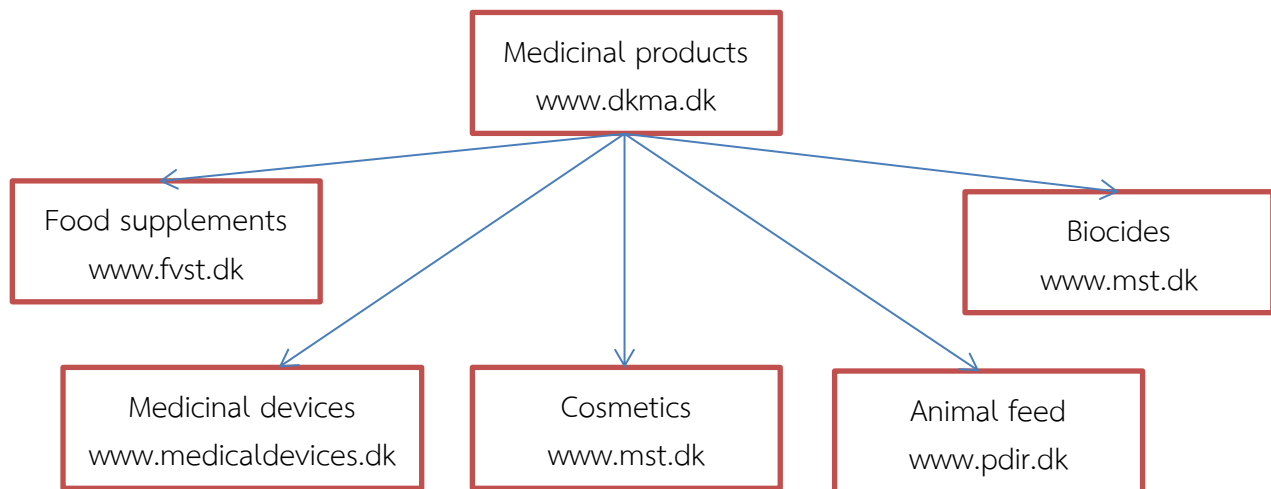 Medicinal products
www.dkma.dk
Food supplements
www.fvst.dk
Biocides
www.mst.dk
Medicinal devices
www.medicaldevices.dk
Cosmetics
www.mst.dk
Animal feed
www.pdir.dk